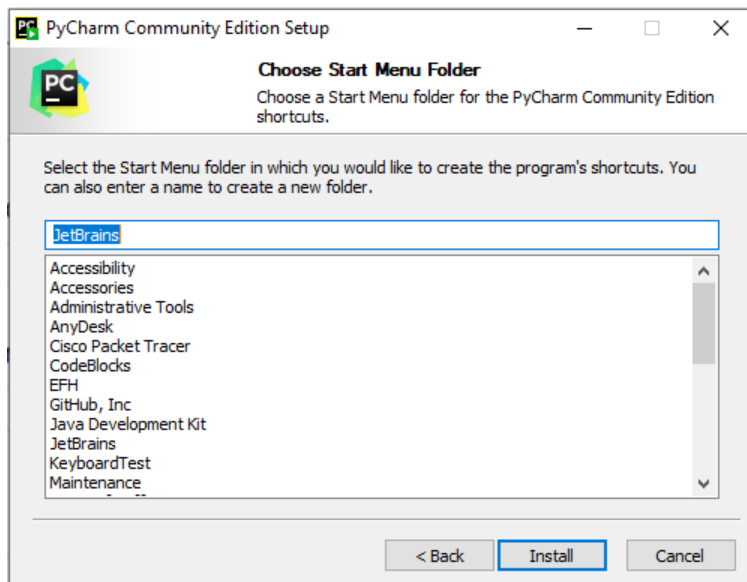 PC PyCharm Community Edition Setup
PC
Choose Start Menu Folder
Choose a Start Menu folder for the PyCharm Community Edition
shortcuts.
Select the Start Menu folder in which you would like to create the program's shortcuts. You
can also enter a name to create a new folder.
JetBrains
Accessibility
Accessories
Administrative Tools
AnyDesk
Cisco Packet Tracer
CodeBlocks
EFH
GitHub, Inc
Java Development Kit
JetBrains
KeyboardTest
Maintenance
< Back Install Cancel